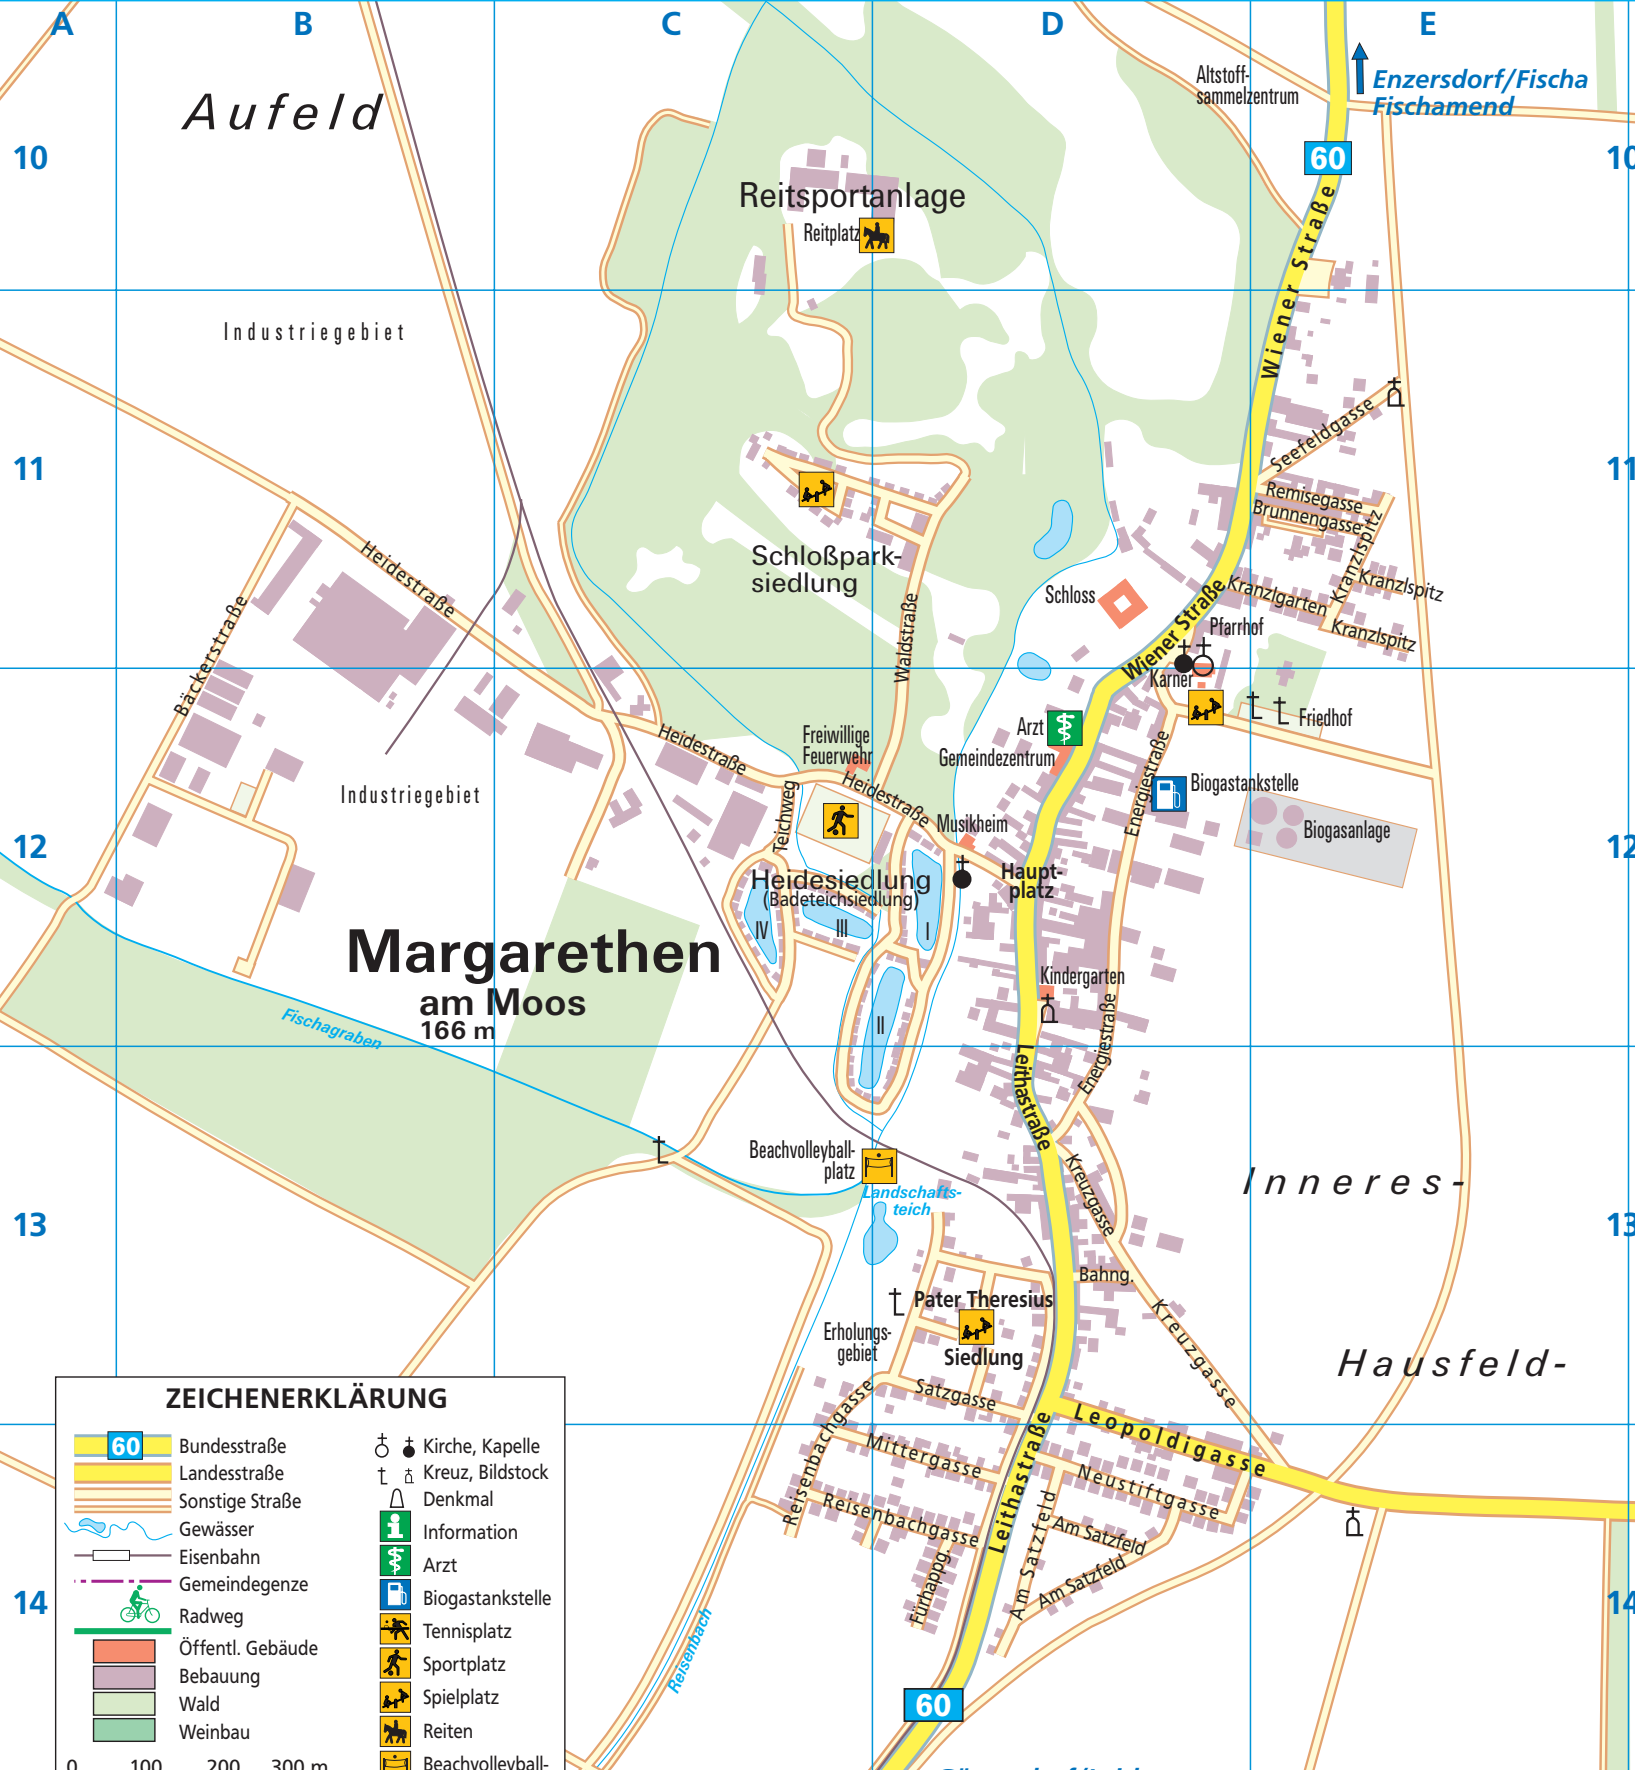 A
B
C
D
E
Aufeld
Altstoff-
sammelzentrum
Enzersdorf/Fischa
Fischamend
10
10
60
Reitsportanlage
Reitplatz
Wiener Straße
Industriegebiet
Wiener Straße
11
11
Seefeldgasse
Remisegasse
Brunnengasse
Kranzlspitz
Kranzlspitz
Kranzlgarten
Kranzlspitz
Heidestraße
Schloßpark-
siedlung
Schloss
Waldstraße
Wiener Straße
Pfarrhof
Karner
Bäckerstraße
Friedhof
Arzt
Gemeindezentrum
Freiwillige
Feuerwehr
Heidestraße
Heidestraße
Teichweg
Energiestraße
Biogastankstelle
Biogasanlage
Industriegebiet
Musikheim
12
12
Haupt-
platz
Heidesiedlung
(Badeteichsiedlung)
IV
III
I
II
Margarethen
am Moos
166 m
Fischagraben
Kindergarten
Energiestraße
Leithastraße
Beachvolleyball-
platz
Landschafts-
teich
Kreuzgasse
Inneres-
13
13
Bahng.
Pater Theresius
Siedlung
Erholungs-
gebiet
Kreuzgasse
Hausfeld-
Satzgasse
Reisenbachgasse
Mittergasse
Reisenbachgasse
Leopoldigasse
Neustiftgasse
Leithastraße
Am Satzfeld
Am Satzfeld
Am Satzfeld
Fürhappg.
Reisenbach
14
14
60
ZEICHENERKLÄRUNG
60 Bundesstraße
Landesstraße
Sonstige Straße
Gewässer
Eisenbahn
Gemeindegenze
Radweg
Öffentl. Gebäude
Bebauung
Wald
Weinbau
0 100 200 300 m
Kirche, Kapelle
Kreuz, Bildstock
Denkmal
Information
Arzt
Biogastankstelle
Tennisplatz
Sportplatz
Spielplatz
Reiten
Beachvolleyball-